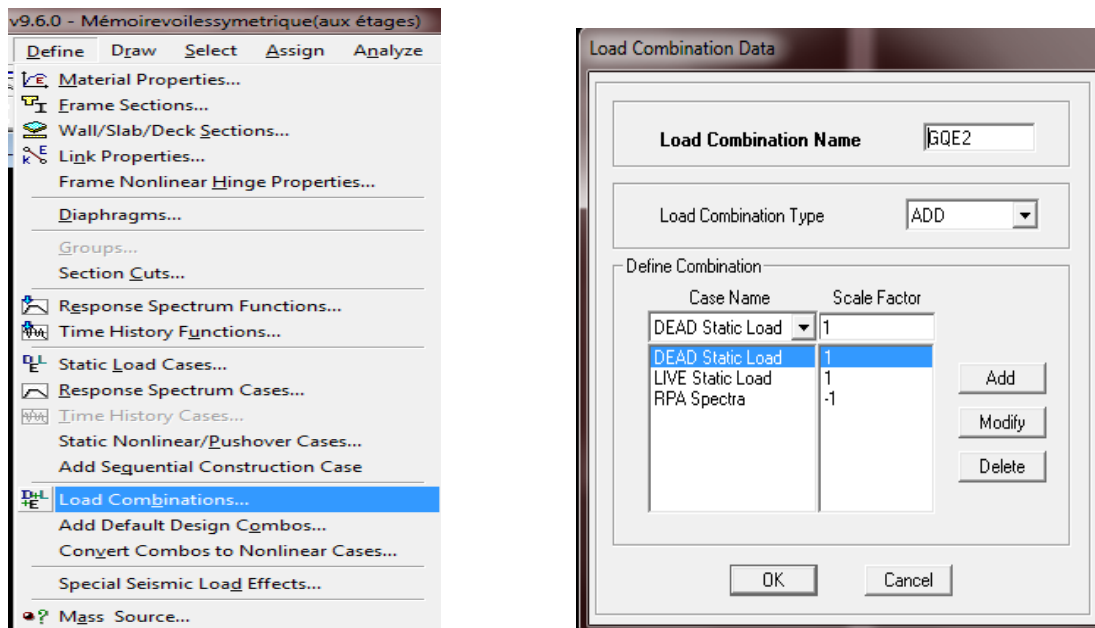 v9.6.0 - Mémoirevoilessymetrique(aux étages)
Define Draw Select Assign Analyze
Material Properties...
Frame Sections...
Wall/Slab/Deck Sections...
Link Properties...
Frame Nonlinear Hinge Properties...
Diaphragms...
Groups...
Section Cuts...
Response Spectrum Functions...
Time History Functions...
Static Load Cases...
Response Spectrum Cases...
Time History Cases...
Static Nonlinear/Pushover Cases...
Add Sequential Construction Case
Load Combinations...
Add Default Design Combos...
Convert Combos to Nonlinear Cases...
Special Seismic Load Effects...
Mass Source...
Load Combination Data
Load Combination Name GQE2
Load Combination Type ADD
Define Combination
Case Name Scale Factor
DEAD Static Load 1
DEAD Static Load 1
LIVE Static Load 1
RPA Spectra -1
Add
Modify
Delete
OK Cancel